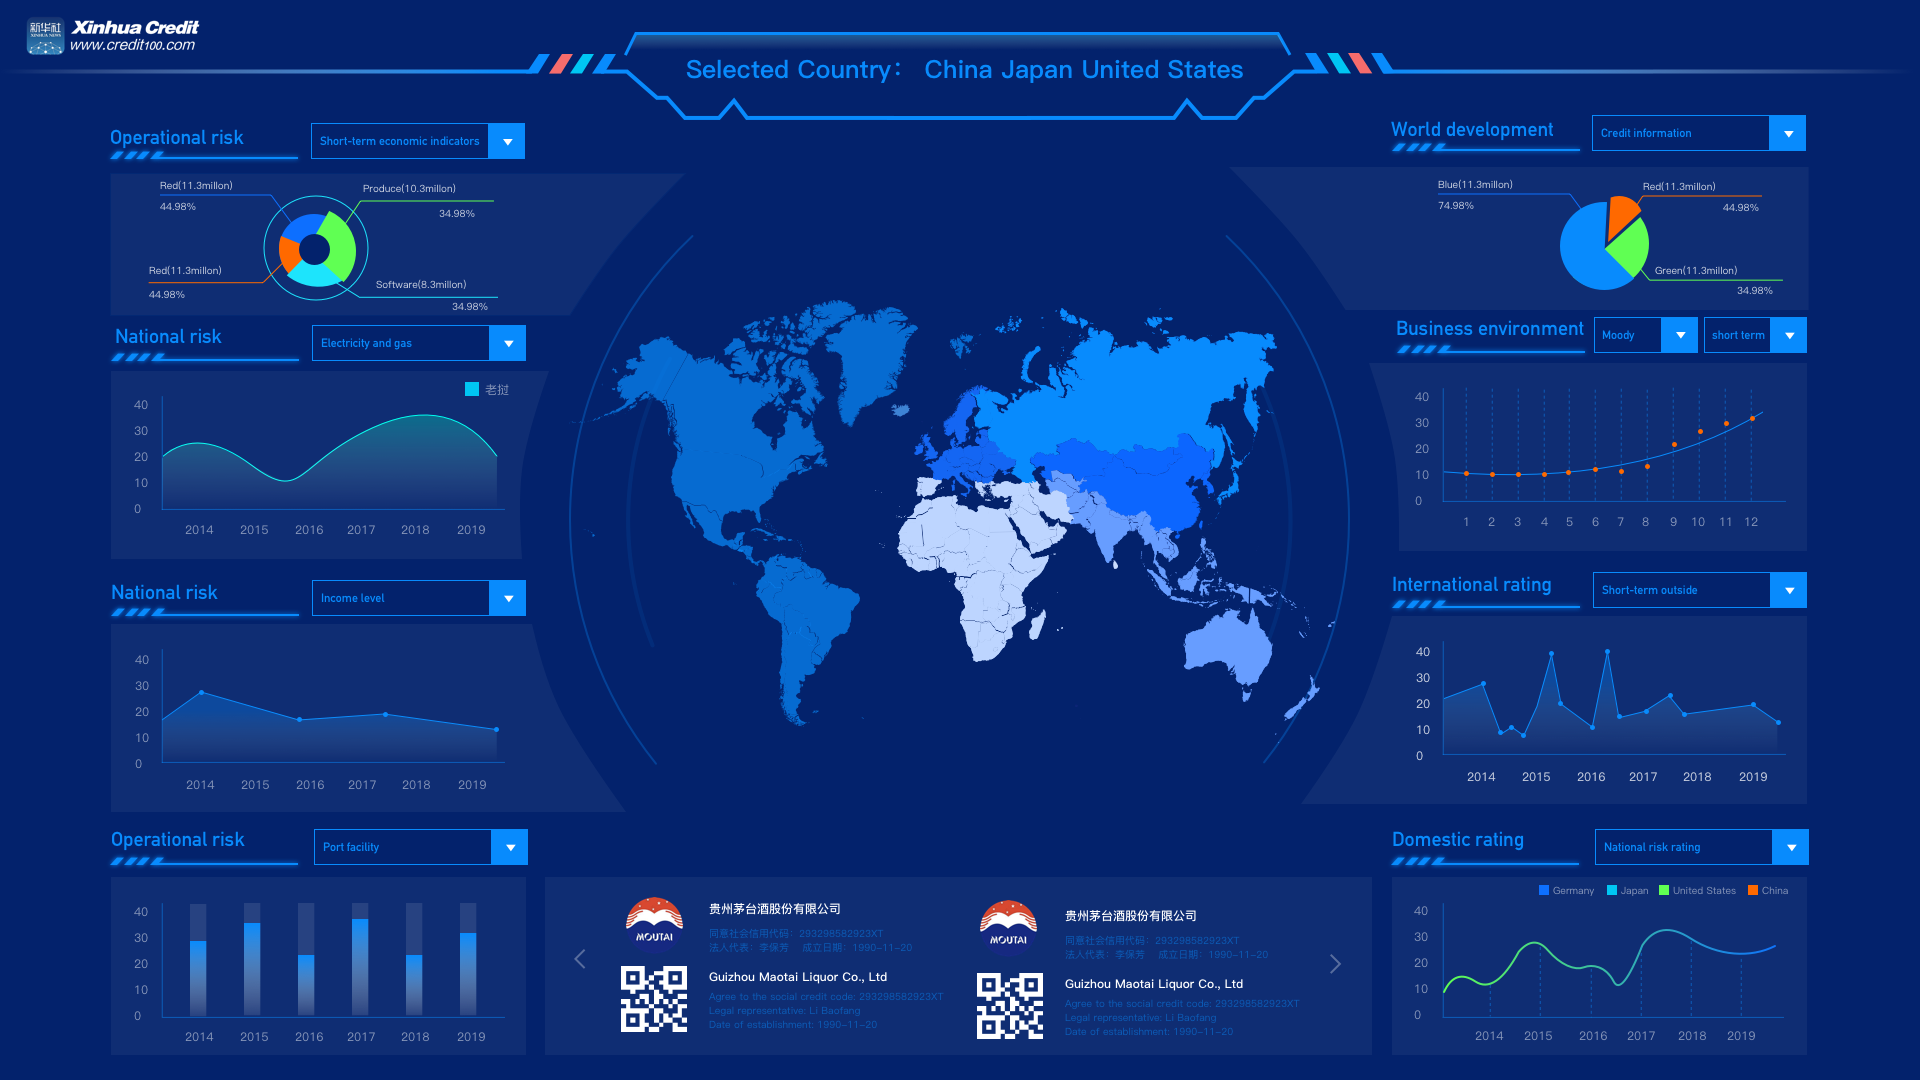 新华社
XINHUA NEWS
Xinhua Credit
www.credit100.com
Selected Country： China Japan United States
Operational risk
Short-term economic indicators
Red(11.3millon)
44.98%
Produce(10.3millon)
34.98%
Red(11.3millon)
44.98%
Software(8.3millon)
34.98%
National risk
Electricity and gas
老挝
40
30
20
10
0
2014 2015 2016 2017 2018 2019
National risk
Income level
40
30
20
10
0
2014 2015 2016 2017 2018 2019
Operational risk
Port facility
40
30
20
10
0
2014 2015 2016 2017 2018 2019
MOUTAI
贵州茅台酒股份有限公司
同意社会信用代码：293298582923XT
法人代表：李保芳 成立日期：1990-11-20
Guizhou Maotai Liquor Co., Ltd
Agree to the social credit code: 293298582923XT
Legal representative: Li Baofang
Date of establishment: 1990-11-20
MOUTAI
贵州茅台酒股份有限公司
同意社会信用代码：293298582923XT
法人代表：李保芳 成立日期：1990-11-20
Guizhou Maotai Liquor Co., Ltd
Agree to the social credit code: 293298582923XT
Legal representative: Li Baofang
Date of establishment: 1990-11-20
World development
Credit information
Blue(11.3millon)
74.98%
Red(11.3millon)
44.98%
Green(11.3millon)
34.98%
Business environment
Moody
short term
40
30
20
10
0
1 2 3 4 5 6 7 8 9 10 11 12
International rating
Short-term outside
40
30
20
10
0
2014 2015 2016 2017 2018 2019
Domestic rating
National risk rating
Germany Japan United States China
40
30
20
10
0
2014 2015 2016 2017 2018 2019